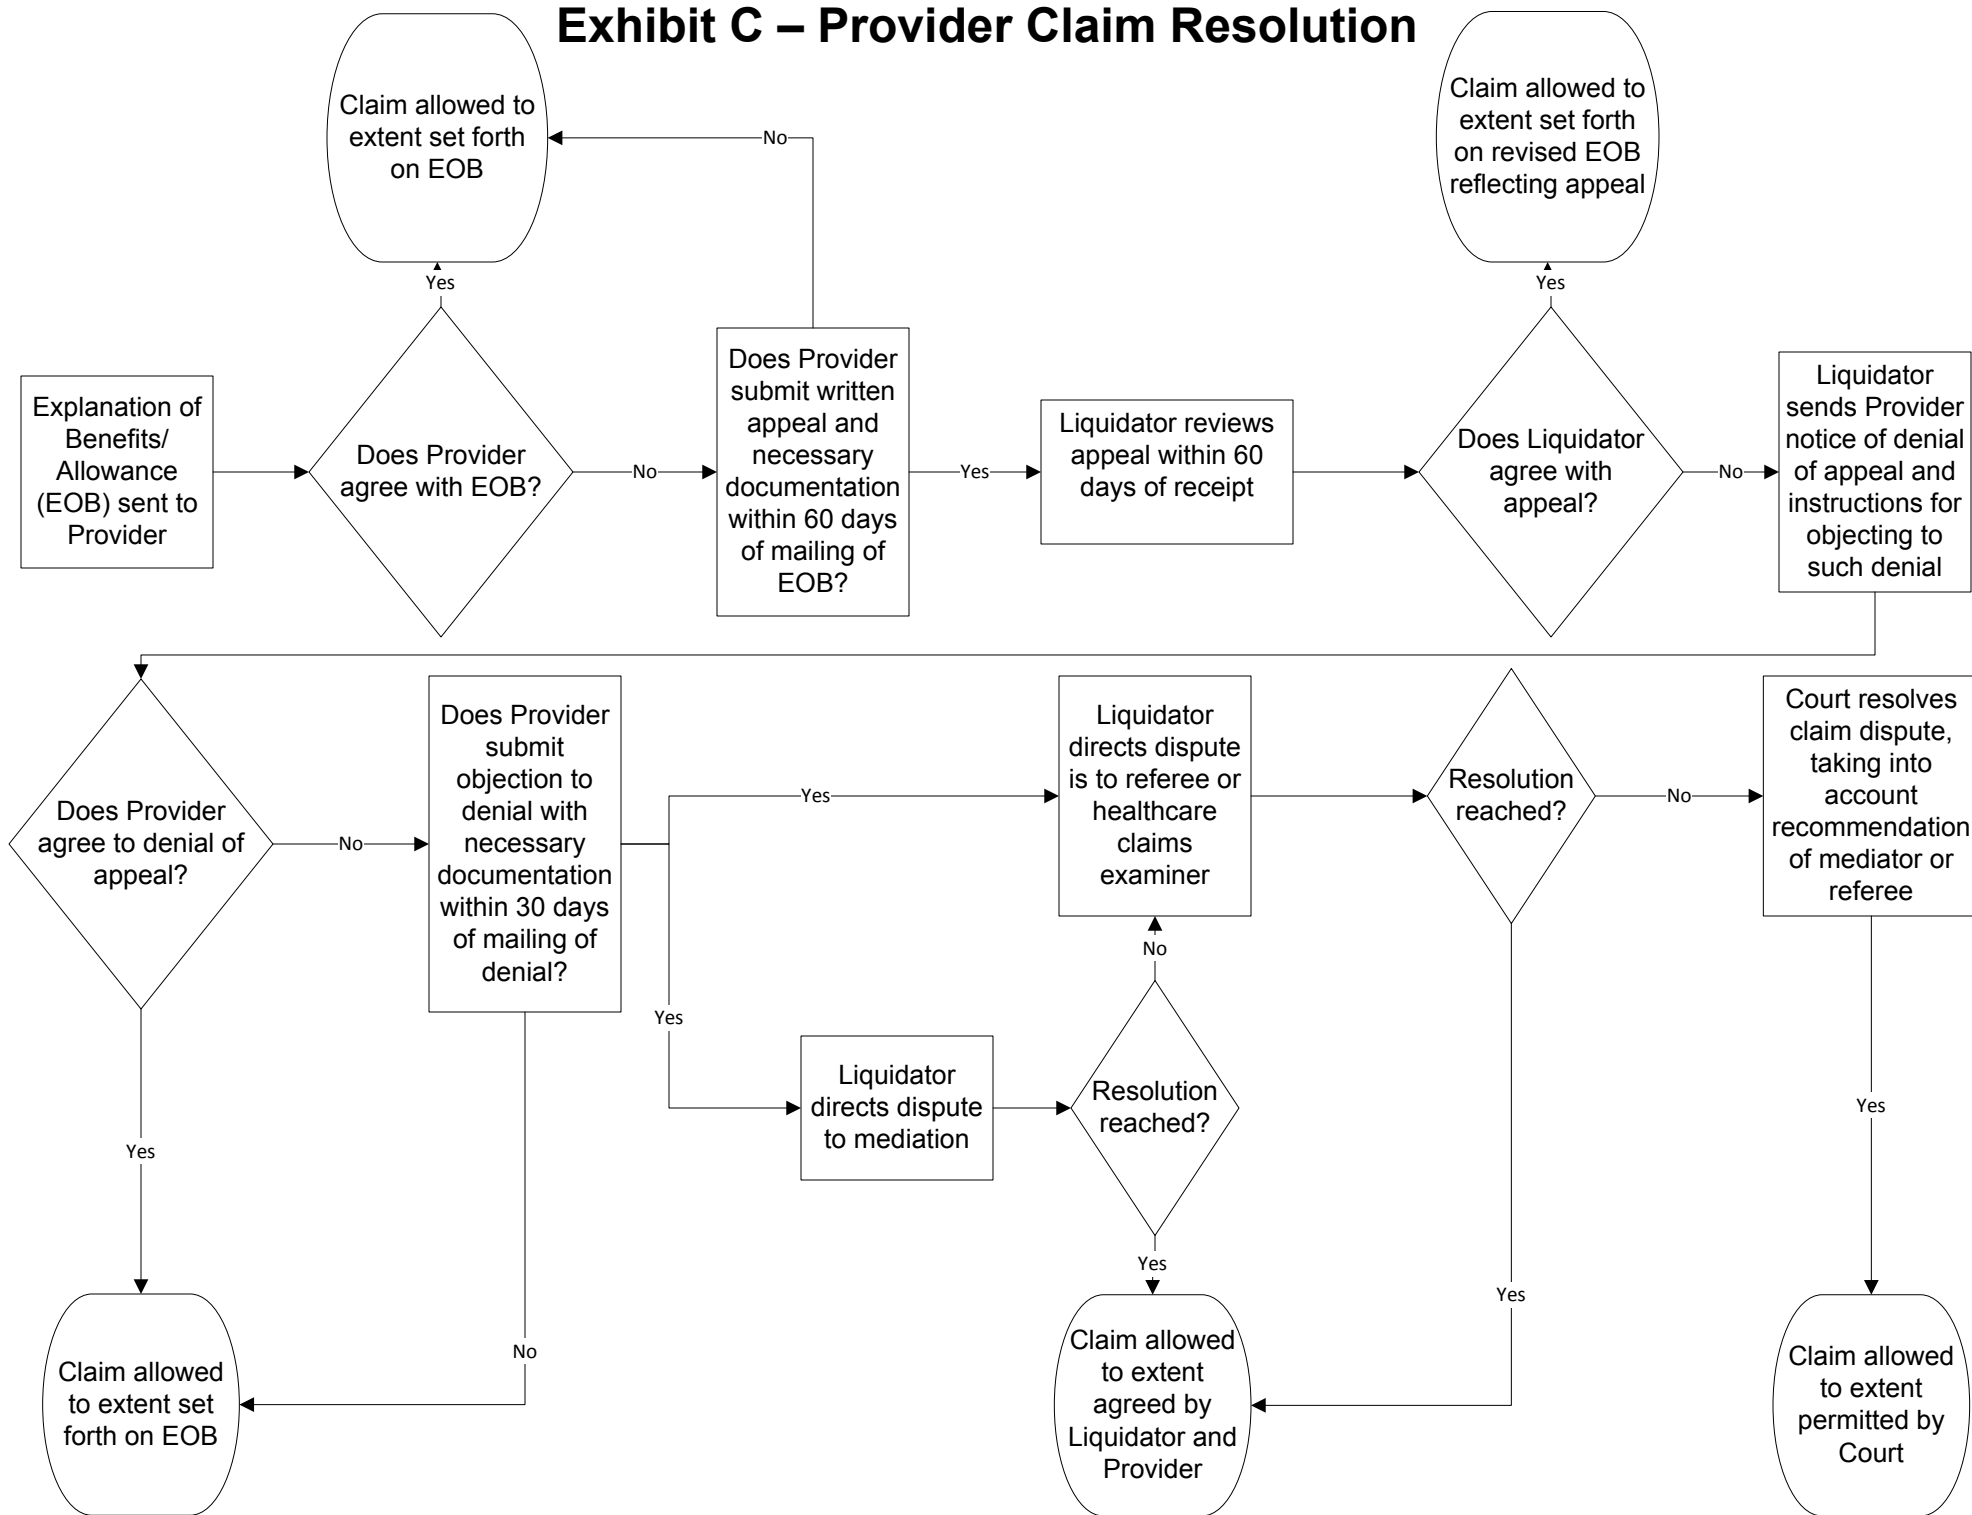 Exhibit C – Provider Claim Resolution
Claim allowed to
extent set forth
on EOB
No
Claim allowed to
extent set forth
on revised EOB
reflecting appeal
Yes
Yes
Explanation of
Benefits/
Allowance
(EOB) sent to
Provider
Does Provider
agree with EOB?
No
Does Provider
submit written
appeal and
necessary
documentation
within 60 days
of mailing of
EOB?
Yes
Liquidator reviews
appeal within 60
days of receipt
Does Liquidator
agree with
appeal?
No
Liquidator
sends Provider
notice of denial
of appeal and
instructions for
objecting to
such denial
Does Provider
agree to denial of
appeal?
No
Does Provider
submit
objection to
denial with
necessary
documentation
within 30 days
of mailing of
denial?
Yes
Liquidator
directs dispute
is to referee or
healthcare
claims
examiner
Resolution
reached?
No
Court resolves
claim dispute,
taking into
account
recommendation
of mediator or
referee
No
Yes
Liquidator
directs dispute
to mediation
Resolution
reached?
Yes
Yes
Yes
Yes
No
Claim allowed
to extent set
forth on EOB
Claim allowed
to extent
agreed by
Liquidator and
Provider
Claim allowed
to extent
permitted by
Court